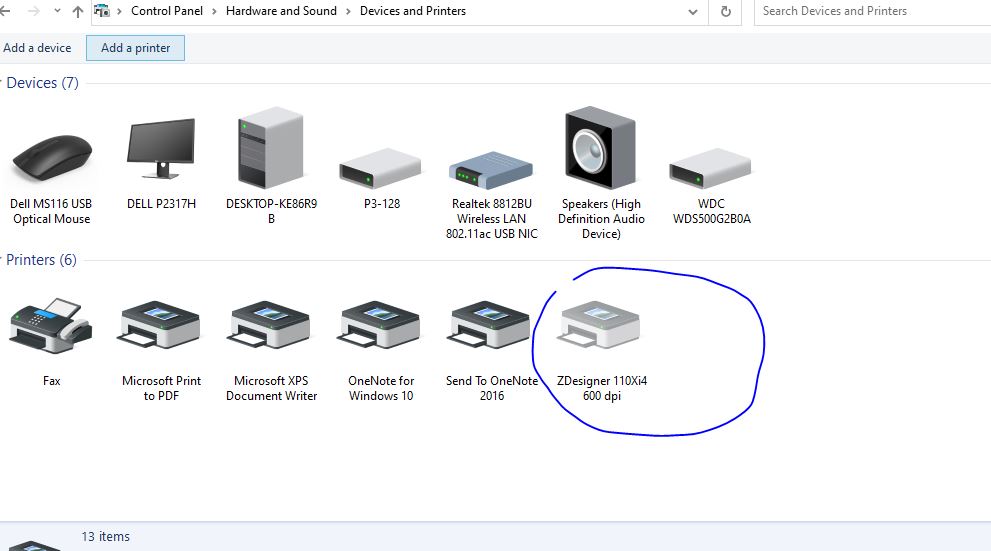 Control Panel > Hardware and Sound > Devices and Printers
Search Devices and Printers
Add a device
Add a printer
Devices (7)
Dell MS116 USB
Optical Mouse
DELL P2317H
DESKTOP-KE86R9
B
P3-128
Realtek 8812BU
Wireless LAN
802.11ac USB NIC
Speakers (High
Definition Audio
Device)
WDC
WDS500G2B0A
Printers (6)
Fax
Microsoft Print
to PDF
Microsoft XPS
Document Writer
OneNote for
Windows 10
Send To OneNote
2016
ZDesigner 110Xi4
600 dpi
13 items